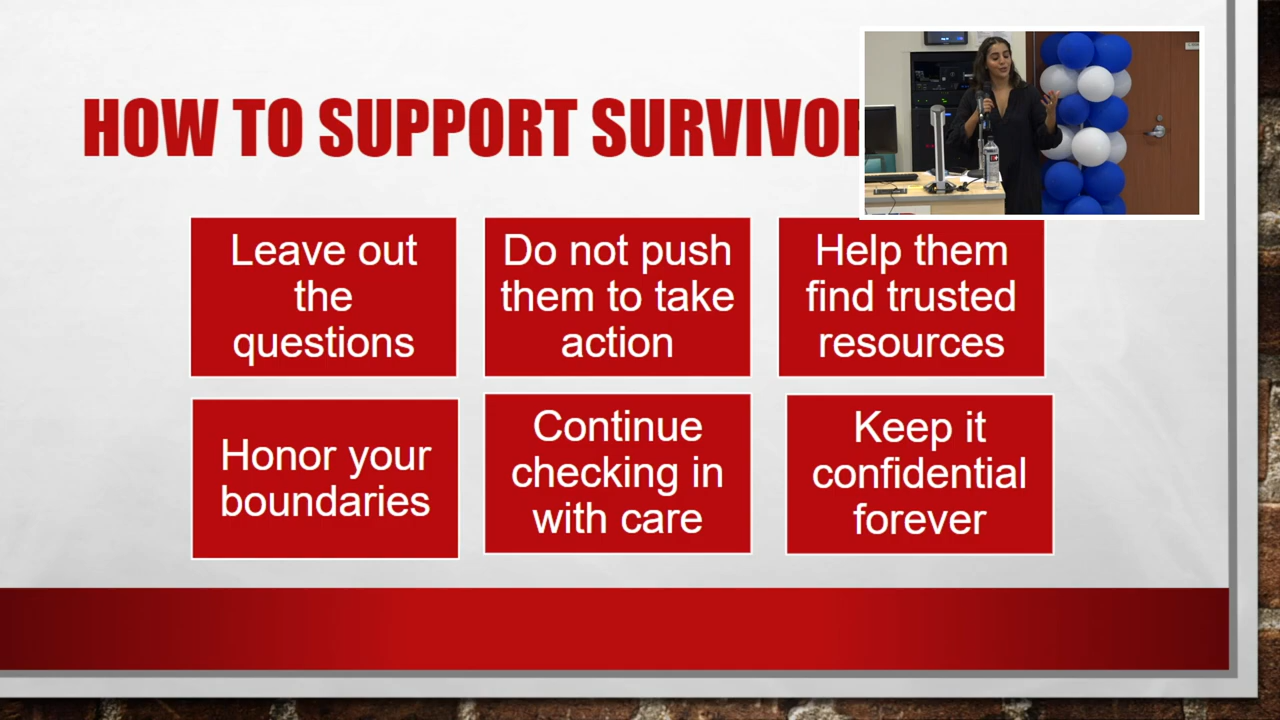 HOW TO SUPPORT
Leave out
the
questions
Do not push
them to take
action
Help them
find trusted
resources
Honor your
boundaries
Continue
checking in
with care
Keep it
confidential
forever